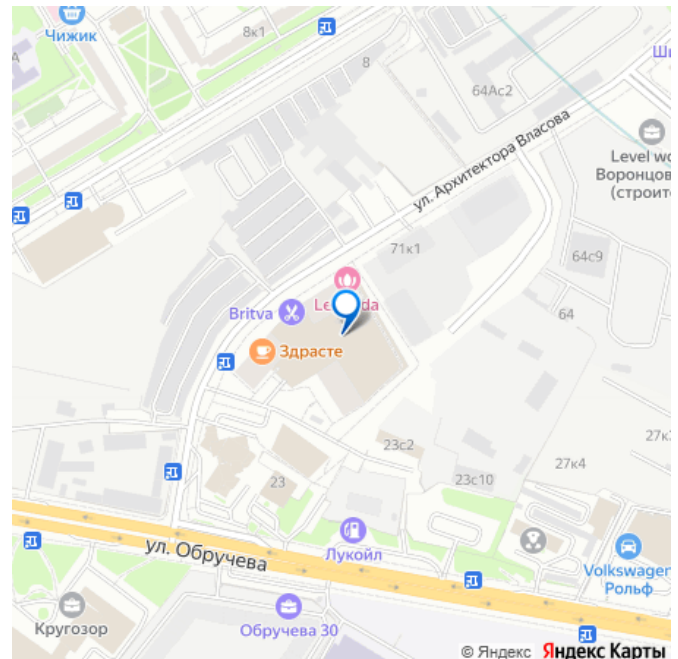 Чижик
8к1
8
64Ас2
ул. Архитектора Власова
Level wo
Воронцов
(строит
71к1
64с9
64
Britva
Здрасте
23с2
23с10
27к4
23
Лукойл
ул. Обручева
Volkswagen
Рольф
Кругозор
Обручева 30
© Яндекс Яндекс Карты